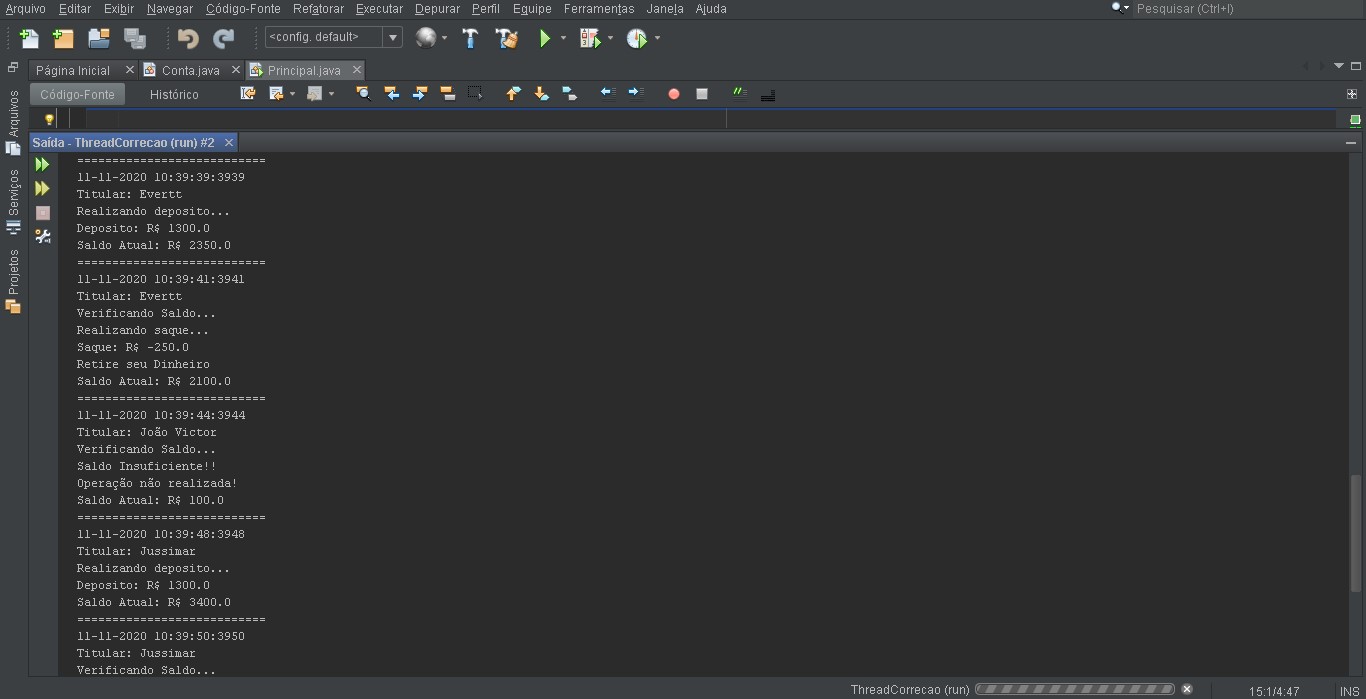 Arquivo Editar Exibir Navegar Código-Fonte Refatorar Executar Depurar Perfil Equipe Ferramentas Janela Ajuda
Pesquisar (Ctrl+I)
<config. default>
Página Inicial
Conta.java
Principal.java
Código-Fonte
Histórico
Arquivos
Serviços
Projetos
Saída - ThreadCorrecao (run) #2
===========================
11-11-2020 10:39:39:3939
Titular: Evertt
Realizando deposito...
Deposito: R$ 1300.0
Saldo Atual: R$ 2350.0
===========================
11-11-2020 10:39:41:3941
Titular: Evertt
Verificando Saldo...
Realizando saque...
Saque: R$ -250.0
Retire seu Dinheiro
Saldo Atual: R$ 2100.0
===========================
11-11-2020 10:39:44:3944
Titular: João Victor
Verificando Saldo...
Saldo Insuficiente!!
Operação não realizada!
Saldo Atual: R$ 100.0
===========================
11-11-2020 10:39:48:3948
Titular: Jussimar
Realizando deposito...
Deposito: R$ 1300.0
Saldo Atual: R$ 3400.0
===========================
11-11-2020 10:39:50:3950
Titular: Jussimar
Verificando Saldo...
ThreadCorrecao (run)
15:1/4:47
INS